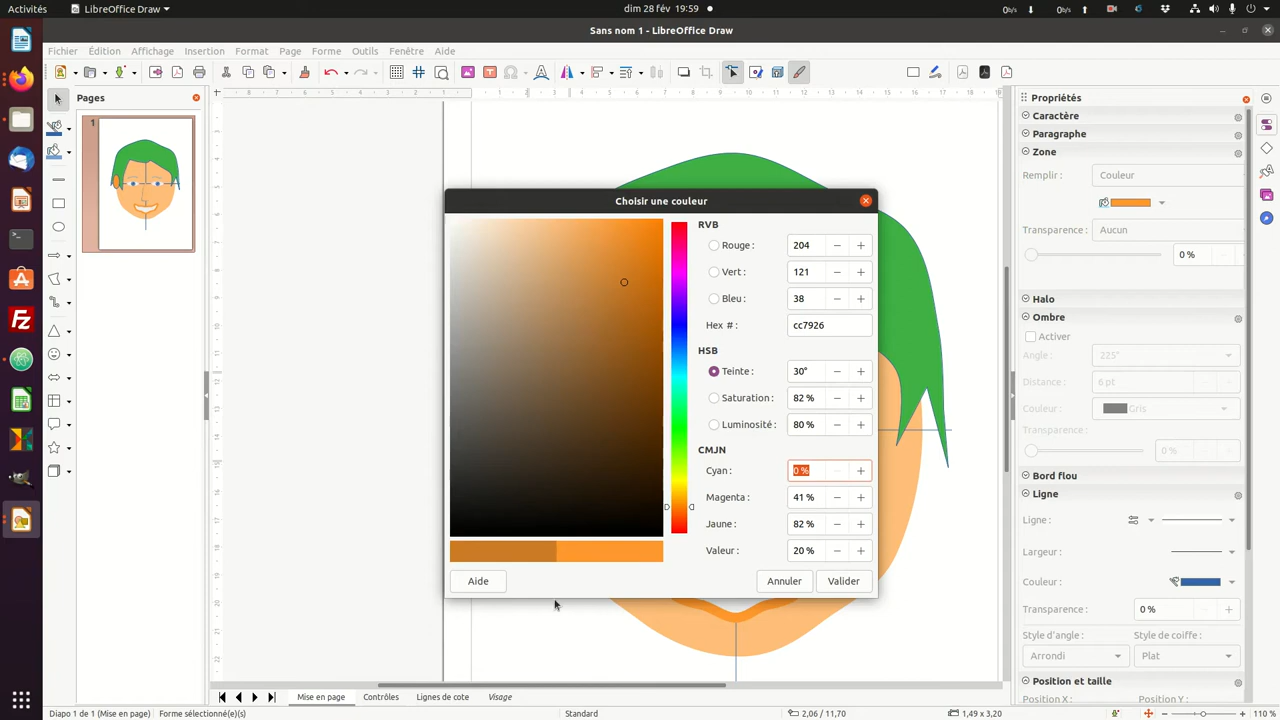 Activités
LibreOffice Draw
dim 28 fév 19:59
0b/s
0b/s
Sans nom 1 - LibreOffice Draw
Fichier Édition Affichage Insertion Format Page Forme Outils Fenêtre Aide
Pages
1
Propriétés
Caractère
Paragraphe
Zone
Remplir : Couleur
Transparence : Aucun
0 %
Halo
Ombre
Activer
Angle : 225°
Distance : 6 pt
Couleur : Gris
Transparence :
0 %
Bord flou
Ligne
Ligne :
Largeur :
Couleur :
Transparence : 0 %
Style d'angle : Style de coiffe :
Arrondi Plat
Position et taille
Position X : Position Y :
Choisir une couleur
RVB
Rouge : 204
Vert : 121
Bleu : 38
Hex # : cc7926
HSB
Teinte : 30°
Saturation : 82 %
Luminosité : 80 %
CMJN
Cyan : 0 %
Magenta : 41 %
Jaune : 82 %
Valeur : 20 %
Aide Annuler Valider
Mise en page Contrôles Lignes de cote Visage
Diapo 1 de 1 (Mise en page) Forme sélectionné(e)(s) Standard 2,06 / 11,70 1,49 x 3,20 110 %